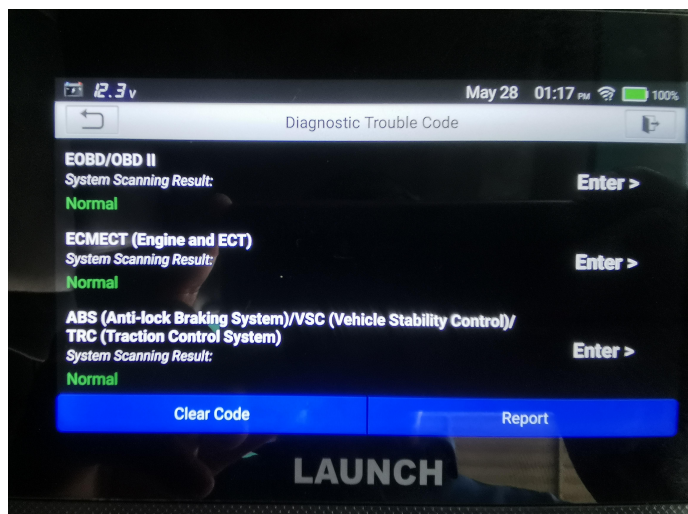 12.3v May 28 01:17 PM 100%
Diagnostic Trouble Code
EOBD/OBD II
System Scanning Result:
Enter >
Normal
ECMECT (Engine and ECT)
System Scanning Result:
Enter >
Normal
ABS (Anti-lock Braking System)/VSC (Vehicle Stability Control)/
TRC (Traction Control System)
System Scanning Result:
Enter >
Normal
Clear Code Report
LAUNCH